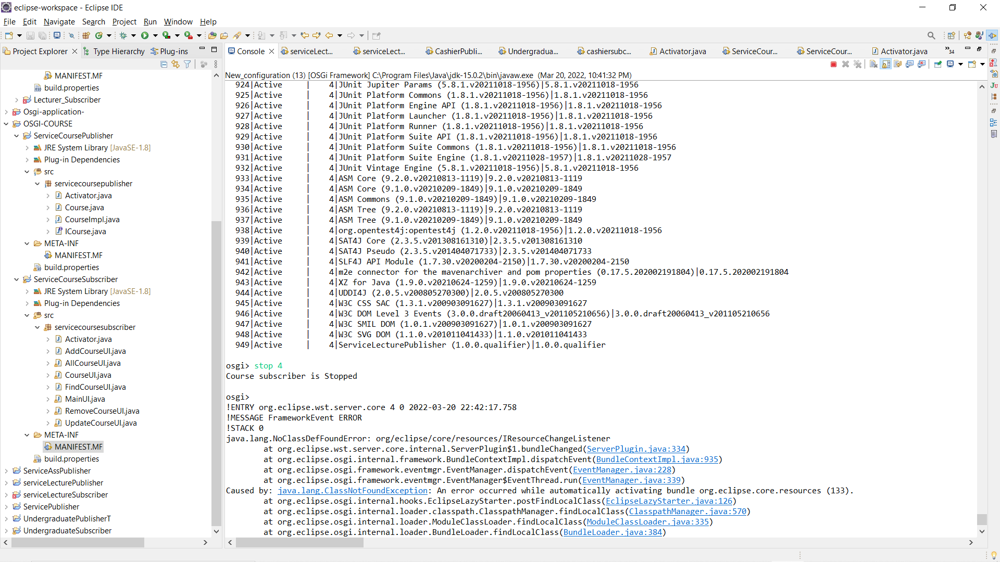 eclipse-workspace - Eclipse IDE
File Edit Navigate Search Project Run Window Help
Project Explorer Type Hierarchy Plug-ins
Console serviceLect... serviceLect... CashierPubli... Undergradua... cashiersubc... Activator.java ServiceCour... ServiceCour... Activator.java 34
MANIFEST.MF
build.properties
Lecturer_Subscriber
Osgi-application-
OSGI-COURSE
ServiceCoursePublisher
JRE System Library [JavaSE-1.8]
Plug-in Dependencies
src
servicecoursepublisher
Activator.java
Course.java
CourseImpl.java
ICourse.java
META-INF
MANIFEST.MF
build.properties
ServiceCourseSubscriber
JRE System Library [JavaSE-1.8]
Plug-in Dependencies
src
servicecoursesubscriber
Activator.java
AddCourseUI.java
AllCourseUI.java
CourseUI.java
FindCourseUI.java
MainUI.java
RemoveCourseUI.java
UpdateCourseUI.java
META-INF
MANIFEST.MF
build.properties
ServiceAssPublisher
serviceLecturePublisher
serviceLectureSubscriber
ServicePublisher
UndergraduatePublisherT
UndergraduateSubscriber
New_configuration (13) [OSGi Framework] C:\Program Files\Java\jdk-15.0.2\bin\javaw.exe (Mar 20, 2022, 10:41:32 PM)
924|Active | 4|JUnit Jupiter Params (5.8.1.v20211018-1956)|5.8.1.v20211018-1956
925|Active | 4|JUnit Platform Commons (1.8.1.v20211018-1956)|1.8.1.v20211018-1956
926|Active | 4|JUnit Platform Engine API (1.8.1.v20211018-1956)|1.8.1.v20211018-1956
927|Active | 4|JUnit Platform Launcher (1.8.1.v20211018-1956)|1.8.1.v20211018-1956
928|Active | 4|JUnit Platform Runner (1.8.1.v20211018-1956)|1.8.1.v20211018-1956
929|Active | 4|JUnit Platform Suite API (1.8.1.v20211018-1956)|1.8.1.v20211018-1956
930|Active | 4|JUnit Platform Suite Commons (1.8.1.v20211018-1956)|1.8.1.v20211018-1956
931|Active | 4|JUnit Platform Suite Engine (1.8.1.v20211028-1957)|1.8.1.v20211028-1957
932|Active | 4|JUnit Vintage Engine (5.8.1.v20211018-1956)|5.8.1.v20211018-1956
933|Active | 4|ASM Core (9.2.0.v20210813-1119)|9.2.0.v20210813-1119
934|Active | 4|ASM Core (9.1.0.v20210209-1849)|9.1.0.v20210209-1849
935|Active | 4|ASM Commons (9.1.0.v20210209-1849)|9.1.0.v20210209-1849
936|Active | 4|ASM Tree (9.2.0.v20210813-1119)|9.2.0.v20210813-1119
937|Active | 4|ASM Tree (9.1.0.v20210209-1849)|9.1.0.v20210209-1849
938|Active | 4|org.opentest4j:opentest4j (1.2.0.v20211018-1956)|1.2.0.v20211018-1956
939|Active | 4|SAT4J Core (2.3.5.v201308161310)|2.3.5.v201308161310
940|Active | 4|SAT4J Pseudo (2.3.5.v201404071733)|2.3.5.v201404071733
941|Active | 4|SLF4J API Module (1.7.30.v20200204-2150)|1.7.30.v20200204-2150
942|Active | 4|m2e connector for the mavenarchiver and pom properties (0.17.5.202002191804)|0.17.5.202002191804
943|Active | 4|XZ for Java (1.9.0.v20210624-1259)|1.9.0.v20210624-1259
944|Active | 4|UDDI4J (2.0.5.v200805270300)|2.0.5.v200805270300
945|Active | 4|W3C CSS SAC (1.3.1.v200903091627)|1.3.1.v200903091627
946|Active | 4|W3C DOM Level 3 Events (3.0.0.draft20060413_v201105210656)|3.0.0.draft20060413_v201105210656
947|Active | 4|W3C SMIL DOM (1.0.1.v200903091627)|1.0.1.v200903091627
948|Active | 4|W3C SVG DOM (1.1.0.v201011041433)|1.1.0.v201011041433
949|Active | 4|ServiceLecturePublisher (1.0.0.qualifier)|1.0.0.qualifier
osgi> stop 4
Course subscriber is Stopped
osgi>
!ENTRY org.eclipse.wst.server.core 4 0 2022-03-20 22:42:17.758
!MESSAGE FrameworkEvent ERROR
!STACK 0
java.lang.NoClassDefFoundError: org/eclipse/core/resources/IResourceChangeListener
at org.eclipse.wst.server.core.internal.ServerPlugin$1.bundleChanged(ServerPlugin.java:334)
at org.eclipse.osgi.internal.framework.BundleContextImpl.dispatchEvent(BundleContextImpl.java:935)
at org.eclipse.osgi.framework.eventmgr.EventManager.dispatchEvent(EventManager.java:228)
at org.eclipse.osgi.framework.eventmgr.EventManager$EventThread.run(EventManager.java:339)
Caused by: java.lang.ClassNotFoundException: An error occurred while automatically activating bundle org.eclipse.core.resources (133).
at org.eclipse.osgi.internal.hooks.EclipseLazyStarter.postFindLocalClass(EclipseLazyStarter.java:126)
at org.eclipse.osgi.internal.loader.classpath.ClasspathManager.findLocalClass(ClasspathManager.java:570)
at org.eclipse.osgi.internal.loader.ModuleClassLoader.findLocalClass(ModuleClassLoader.java:335)
at org.eclipse.osgi.internal.loader.BundleLoader.findLocalClass(BundleLoader.java:384)